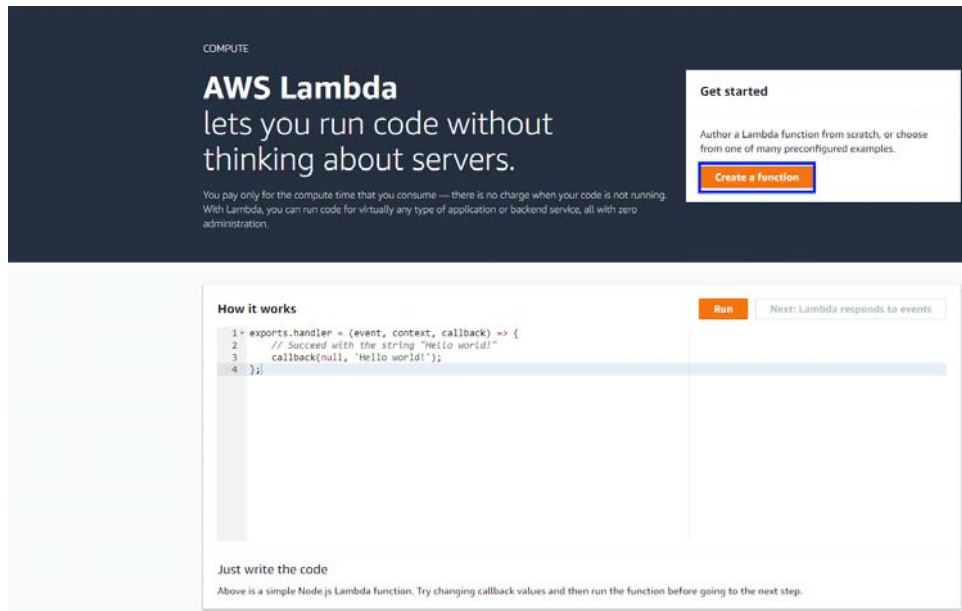 COMPUTE
AWS Lambda
lets you run code without
thinking about servers.
You pay only for the compute time that you consume — there is no charge when your code is not running.
With Lambda, you can run code for virtually any type of application or backend service, all with zero
administration.
Get started
Author a Lambda function from scratch, or choose
from one of many preconfigured examples.
Create a function
How it works
Run
Next: Lambda responds to events
1 exports.handler = (event, context, callback) => {
2 // Succeed with the string "Hello world!"
3 callback(null, 'Hello world!');
4 };
Just write the code
Above is a simple Node.js Lambda function. Try changing callback values and then run the function before going to the next step.